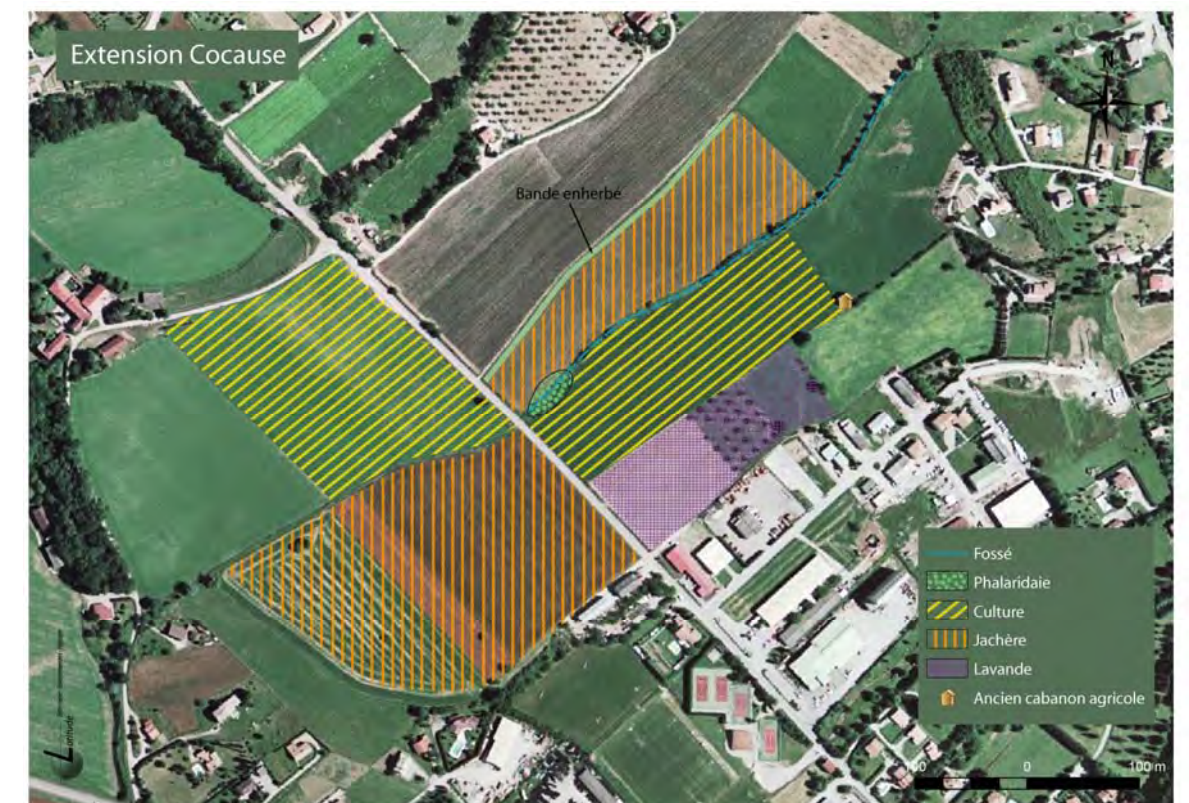 Extension Cocause
N
Bande enherbé
Fossé
Phalaridaie
Culture
Jachère
Lavande
Ancien cabanon agricole
0
100 m